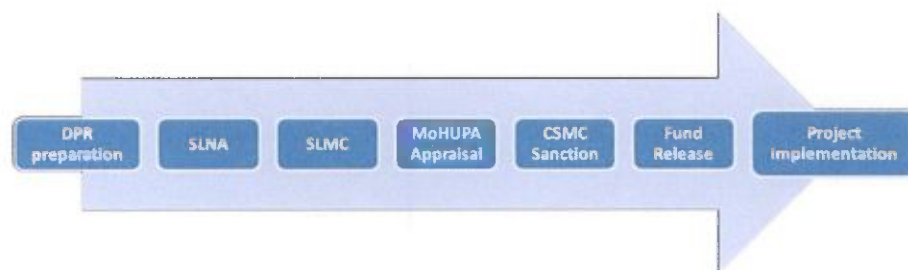 DPR
preparation
SLNA
SLMC
MoHUPA
Appraisal
CSMC
Sanction
Fund
Release
Project
Implementation